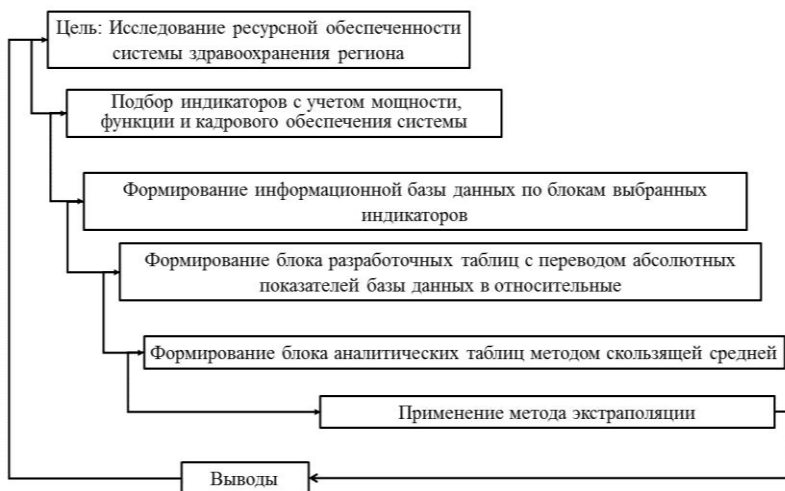 Цель: Исследование ресурсной обеспеченности
системы здравоохранения региона
Подбор индикаторов с учетом мощности,
функции и кадрового обеспечения системы
Формирование информационной базы данных по блокам выбранных
индикаторов
Формирование блока разработочных таблиц с переводом абсолютных
показателей базы данных в относительные
Формирование блока аналитических таблиц методом скользящей средней
Применение метода экстраполяции
Выводы